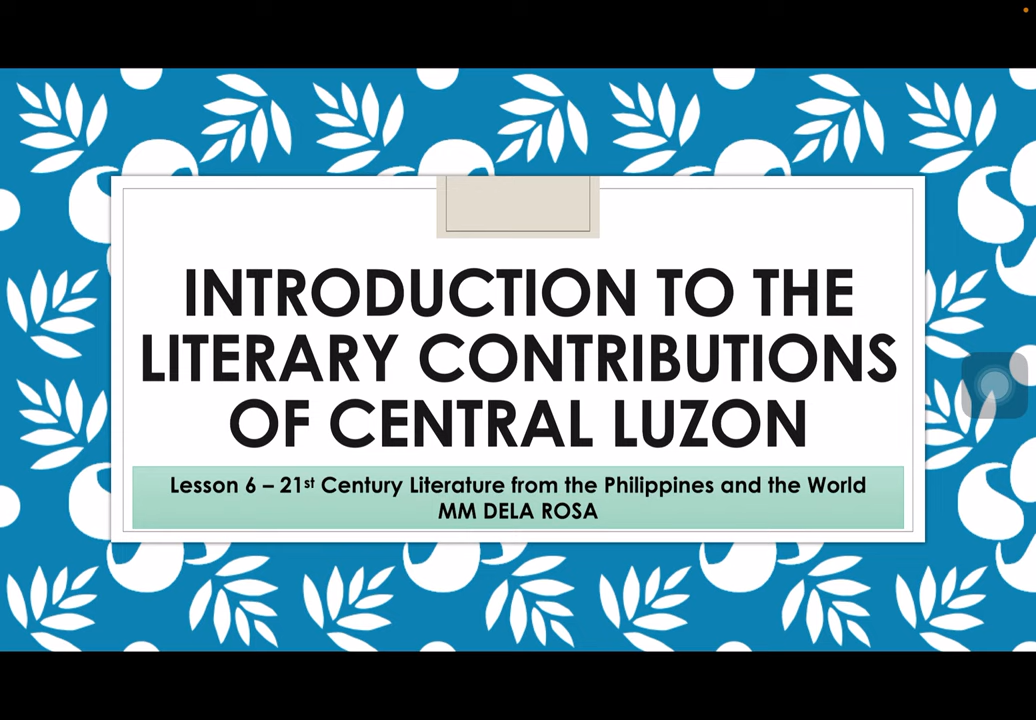 INTRODUCTION TO THE
LITERARY CONTRIBUTIONS
OF CENTRAL LUZON
Lesson 6 – 21st Century Literature from the Philippines and the World
MM DELA ROSA